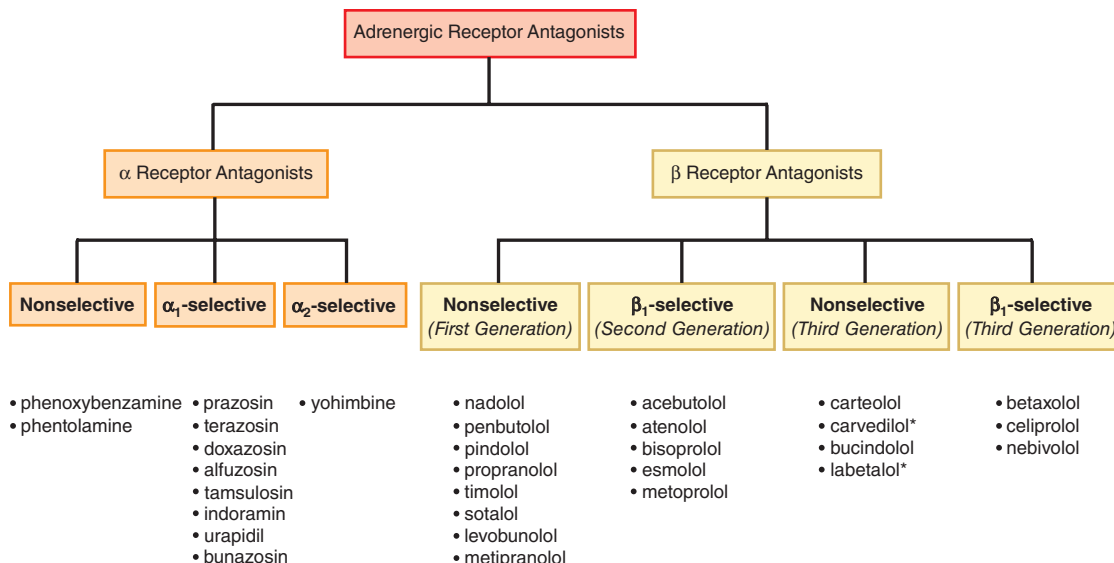 Adrenergic Receptor Antagonists
α Receptor Antagonists
β Receptor Antagonists
Nonselective
α₁-selective
α₂-selective
Nonselective
(First Generation)
β₁-selective
(Second Generation)
Nonselective
(Third Generation)
β₁-selective
(Third Generation)
• phenoxybenzamine
• phentolamine
• prazosin
• terazosin
• doxazosin
• alfuzosin
• tamsulosin
• indoramin
• urapidil
• bunazosin
• yohimbine
• nadolol
• penbutolol
• pindolol
• propranolol
• timolol
• sotalol
• levobunolol
• metipranolol
• acebutolol
• atenolol
• bisoprolol
• esmolol
• metoprolol
• carteolol
• carvedilol*
• bucindolol
• labetalol*
• betaxolol
• celiprolol
• nebivolol